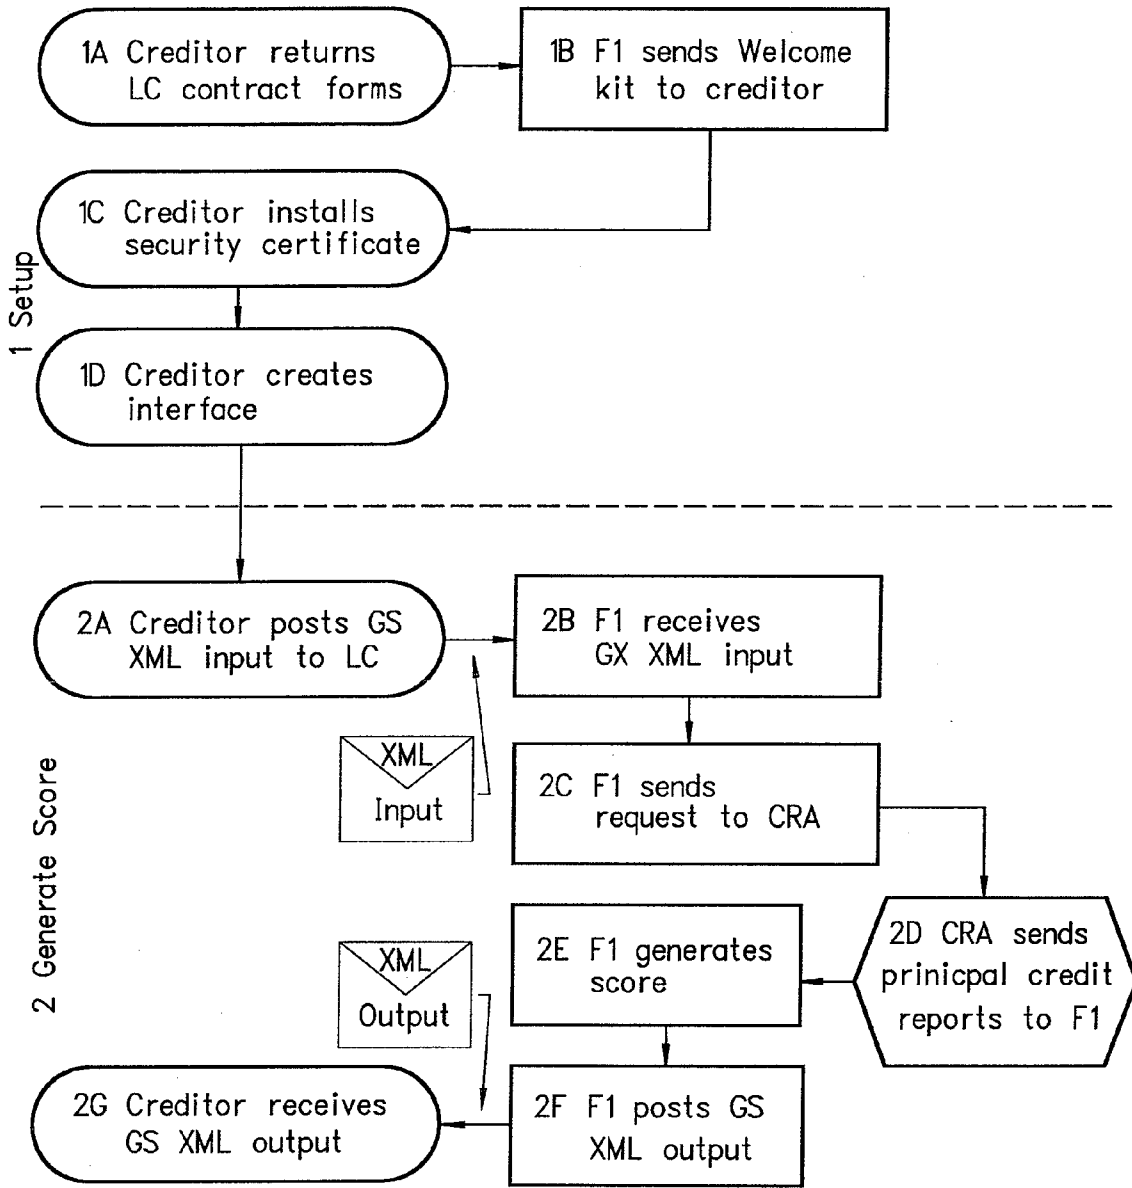 1A Creditor returns
LC contract forms
1B F1 sends Welcome
kit to creditor
1C Creditor installs
security certificate
1 Setup
1D Creditor creates
interface
2A Creditor posts GS
XML input to LC
2B F1 receives
GX XML input
XML
Input
2C F1 sends
request to CRA
2 Generate Score
2D CRA sends
prinicpal credit
reports to F1
2E F1 generates
score
XML
Output
2F F1 posts GS
XML output
2G Creditor receives
GS XML output